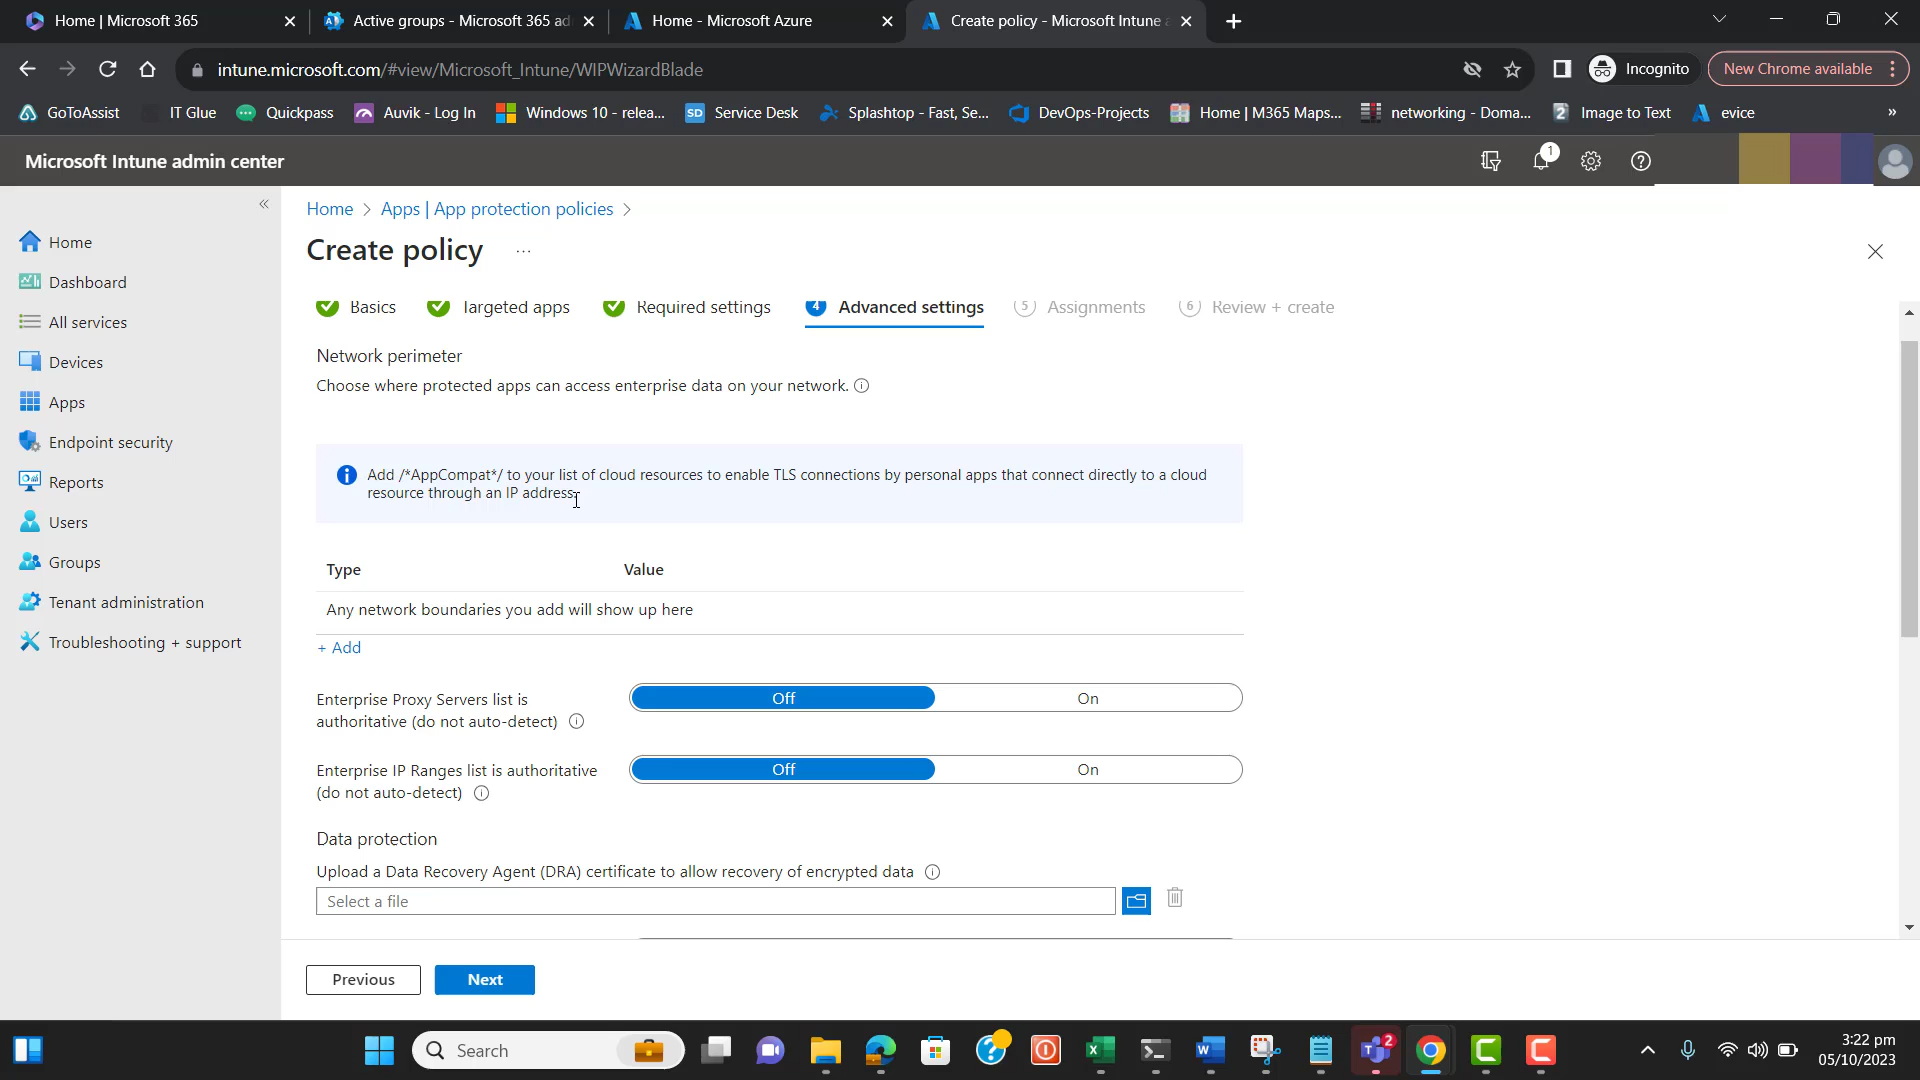 Home | Microsoft 365
Active groups - Microsoft 365 ad
Home - Microsoft Azure
Create policy - Microsoft Intune a
intune.microsoft.com/#view/Microsoft_Intune/WIPWizardBlade
Incognito
New Chrome available
GoToAssist
IT Glue
Quickpass
Auvik - Log In
Windows 10 - relea...
SD
Service Desk
Splashtop - Fast, Se...
DevOps-Projects
Home | M365 Maps...
networking - Doma...
2
Image to Text
evice
»
Microsoft Intune admin center
1
Home > Apps | App protection policies >
Create policy
...
Home
Dashboard
All services
Devices
Apps
Endpoint security
Reports
Users
Groups
Tenant administration
Troubleshooting + support
Basics
Targeted apps
Required settings
4 Advanced settings
5 Assignments
6 Review + create
Network perimeter
Choose where protected apps can access enterprise data on your network.
Add /*AppCompat*/ to your list of cloud resources to enable TLS connections by personal apps that connect directly to a cloud
resource through an IP address.
Type
Value
Any network boundaries you add will show up here
+ Add
Enterprise Proxy Servers list is
authoritative (do not auto-detect)
Off
On
Enterprise IP Ranges list is authoritative
(do not auto-detect)
Off
On
Data protection
Upload a Data Recovery Agent (DRA) certificate to allow recovery of encrypted data
Select a file
Previous
Next
Search
2
3:22 pm
05/10/2023